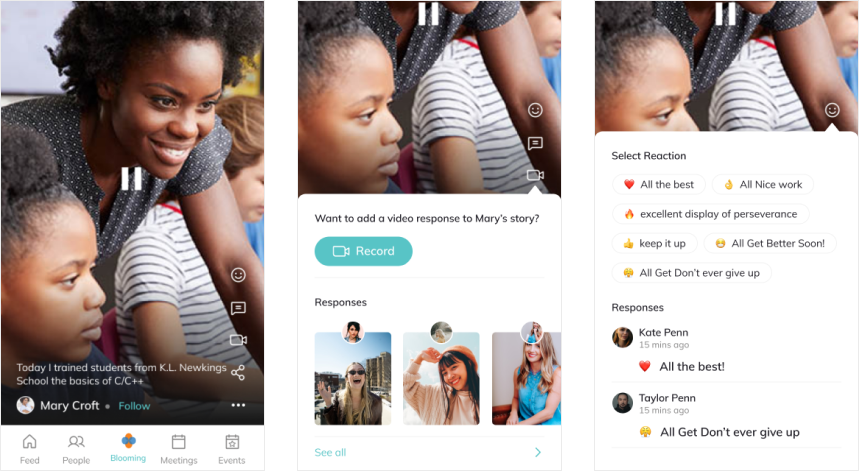 Today I trained students from K.L. Newkings
School the basics of C/C++
Mary Croft • Follow
Feed People Blooming Meetings Events
Want to add a video response to Mary's story?
Record
Responses
See all
Select Reaction
All the best
All Nice work
excellent display of perseverance
keep it up
All Get Better Soon!
All Get Don't ever give up
Responses
Kate Penn
15 mins ago
All the best!
Taylor Penn
15 mins ago
All Get Don't ever give up